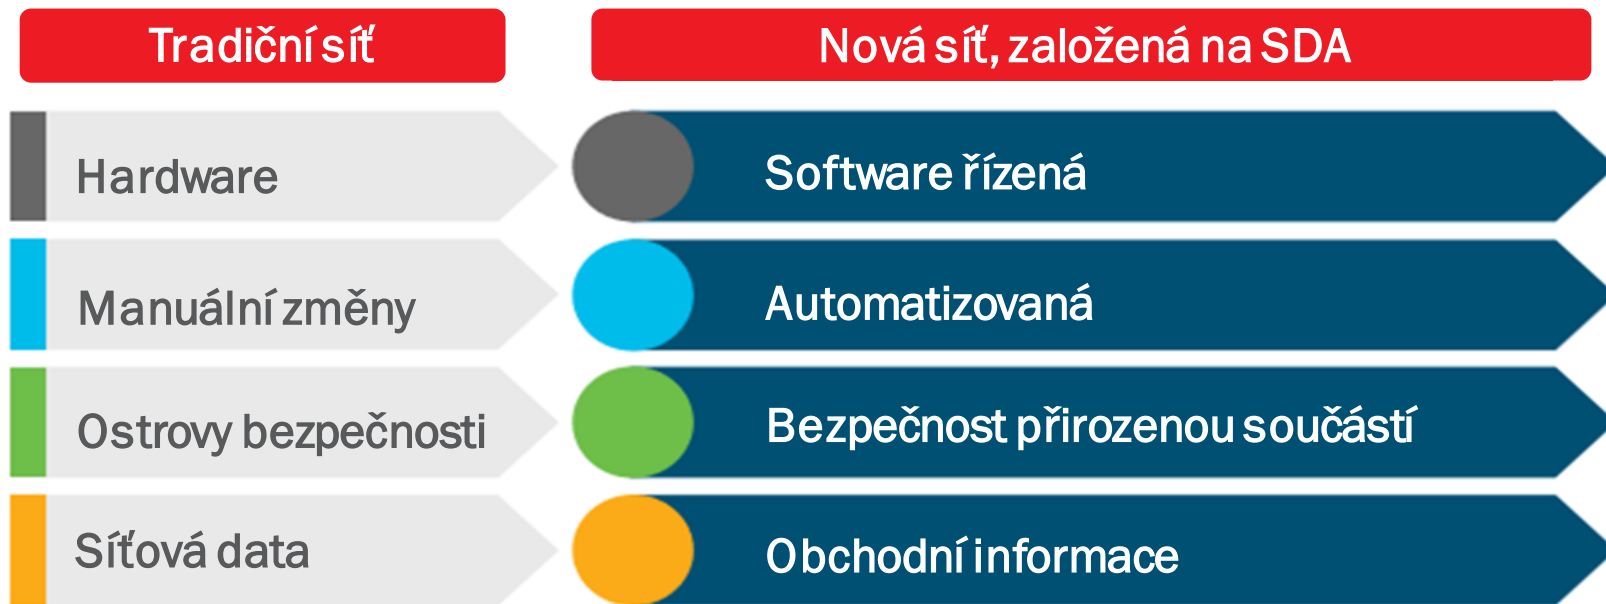 Tradiční síť
Nová síť, založená na SDA
Hardware
Software řízená
Manuální změny
Automatizovaná
Ostrovy bezpečnosti
Bezpečnost přirozenou součástí
Síťová data
Obchodní informace